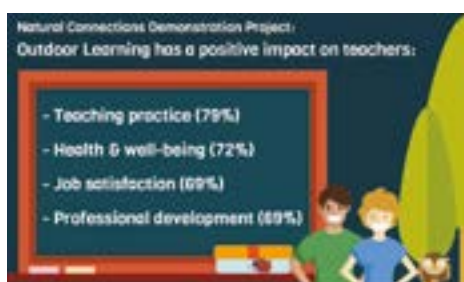 Natural Connections Demonstration Project:
Outdoor Learning has a positive impact on teachers:
- Teaching practice (79%)
- Health & well-being (72%)
- Job satisfaction (69%)
- Professional development (69%)